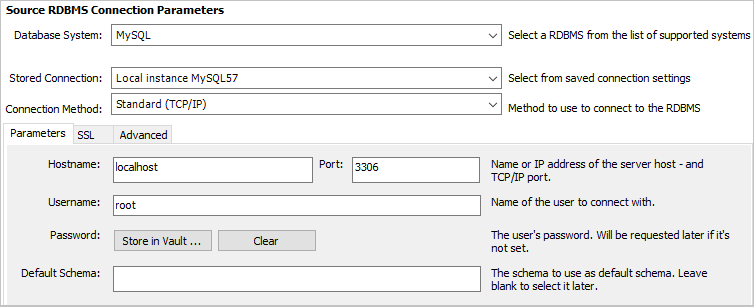 Source RDBMS Connection Parameters
Database System: MySQL Select a RDBMS from the list of supported systems
Stored Connection: Local instance MySQL57 Select from saved connection settings
Connection Method: Standard (TCP/IP) Method to use to connect to the RDBMS
Parameters SSL Advanced
Hostname: localhost Port: 3306 Name or IP address of the server host - and
TCP/IP port.
Username: root Name of the user to connect with.
Password: Store in Vault ... Clear The user's password. Will be requested later if it's
not set.
Default Schema: The schema to use as default schema. Leave
blank to select it later.